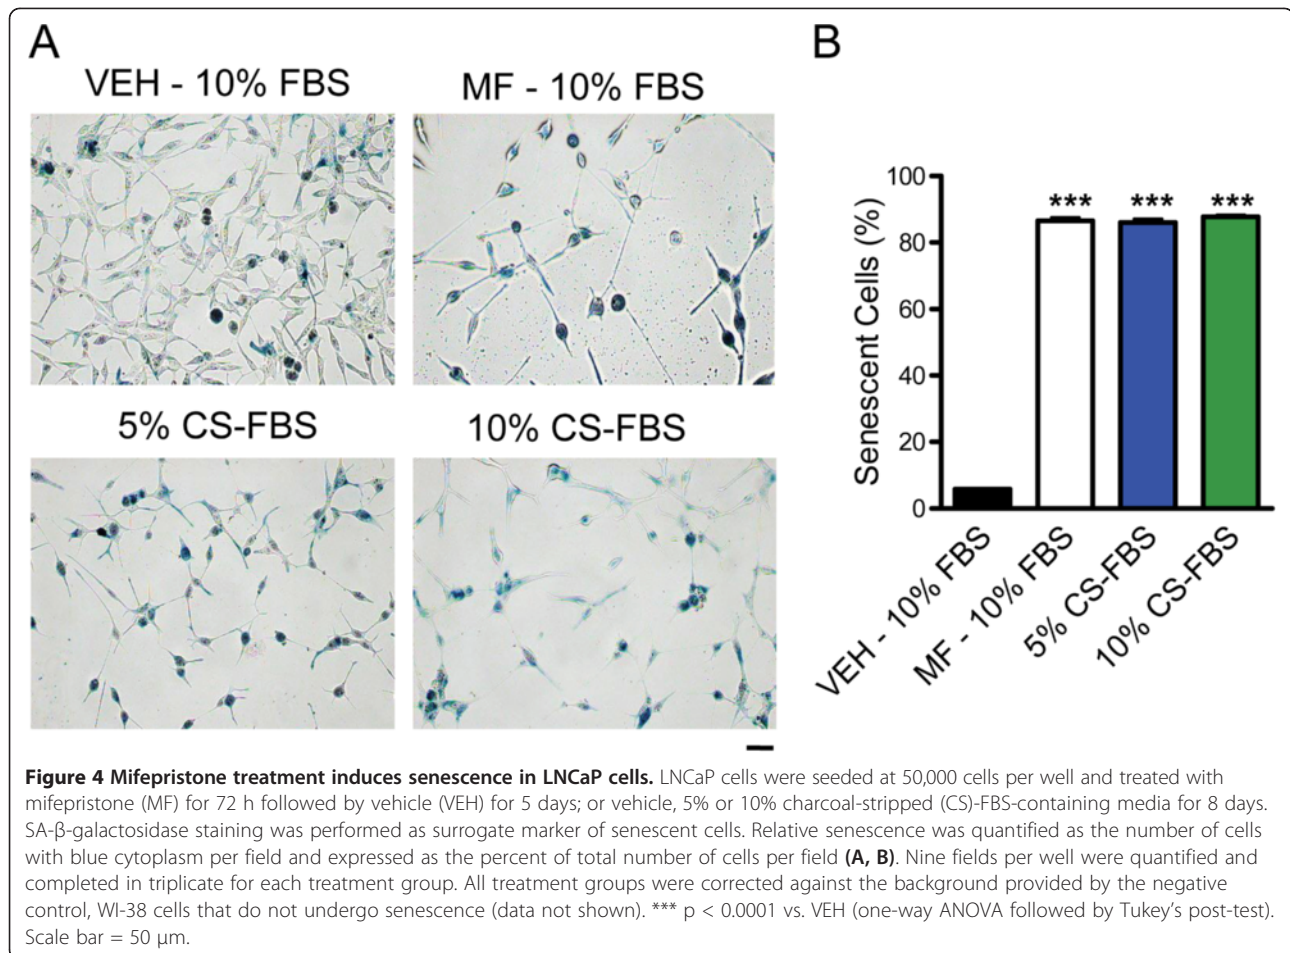 A
B
VEH - 10% FBS
MF - 10% FBS
5% CS-FBS
10% CS-FBS
Senescent Cells (%)
100
80
60
40
20
0
***
***
***
VEH - 10% FBS
MF - 10% FBS
5% CS-FBS
10% CS-FBS
Figure 4 Mifepristone treatment induces senescence in LNCaP cells. LNCaP cells were seeded at 50,000 cells per well and treated with
mifepristone (MF) for 72 h followed by vehicle (VEH) for 5 days; or vehicle, 5% or 10% charcoal-stripped (CS)-FBS-containing media for 8 days.
SA-β-galactosidase staining was performed as surrogate marker of senescent cells. Relative senescence was quantified as the number of cells
with blue cytoplasm per field and expressed as the percent of total number of cells per field (A, B). Nine fields per well were quantified and
completed in triplicate for each treatment group. All treatment groups were corrected against the background provided by the negative
control, WI-38 cells that do not undergo senescence (data not shown). *** p < 0.0001 vs. VEH (one-way ANOVA followed by Tukey's post-test).
Scale bar = 50 μm.